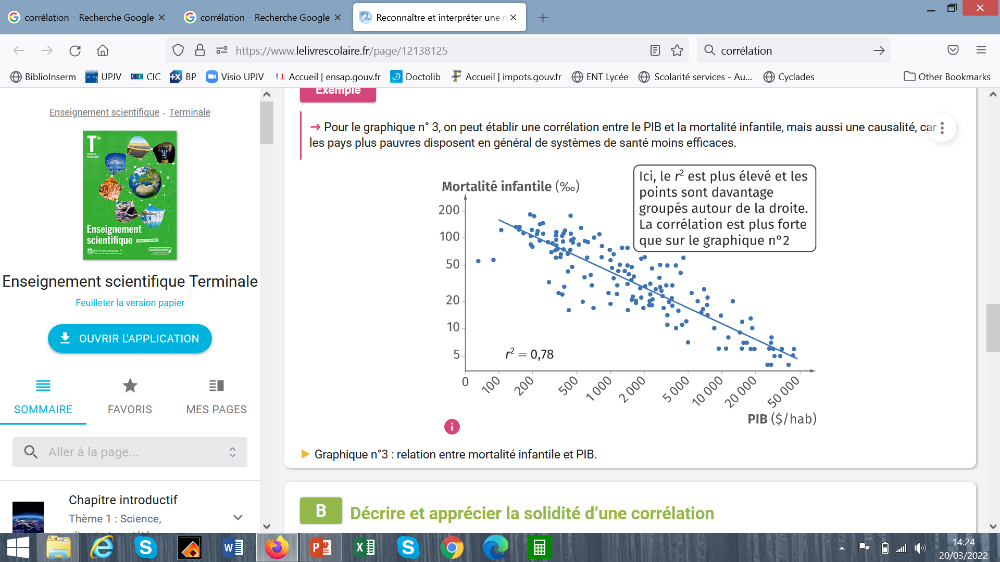 corrélation – Recherche Google
corrélation – Recherche Google
Reconnaître et interpréter une r
https://www.lelivrescolaire.fr/page/12138125
corrélation
BiblioInserm
UPJV
CIC
BP
Visio UPJV
Accueil | ensap.gouv.fr
Doctolib
Accueil | impots.gouv.fr
ENT Lycée
Scolarité services - Au...
Cyclades
Other Bookmarks
Enseignement scientifique - Terminale
T le
NOUVEAU
PROGRAMME
Enseignement
scientifique
lelivrescolaire.fr
Enseignement scientifique Terminale
Feuilleter la version papier
OUVRIR L'APPLICATION
SOMMAIRE
FAVORIS
MES PAGES
Aller à la page...
Chapitre introductif
Thème 1 : Science,
Exemple
➔ Pour le graphique n° 3, on peut établir une corrélation entre le PIB et la mortalité infantile, mais aussi une causalité, car
les pays plus pauvres disposent en général de systèmes de santé moins efficaces.
Ici, le r² est plus élevé et les
points sont davantage
groupés autour de la droite.
La corrélation est plus forte
que sur le graphique n°2
Mortalité infantile (‰)
200
100
50
20
10
5
r² = 0,78
0
100
200
500
1 000
2 000
5 000
10 000
20 000
50 000
PIB ($/hab)
i
► Graphique n°3 : relation entre mortalité infantile et PIB.
B
Décrire et apprécier la solidité d'une corrélation
14:24
20/03/2022